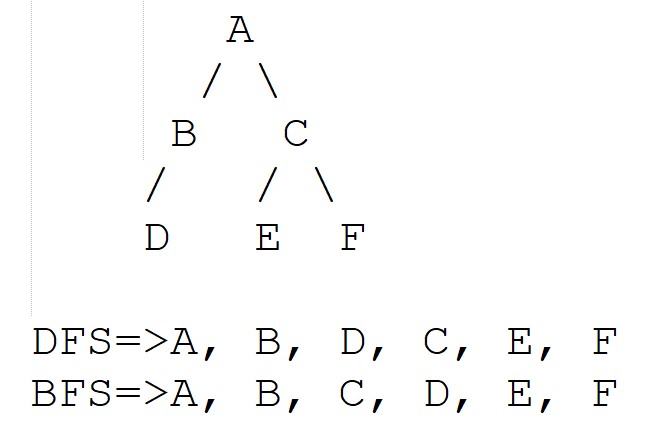 A
/ \
B C
/ / \
D E F
DFS=>A, B, D, C, E, F
BFS=>A, B, C, D, E, F